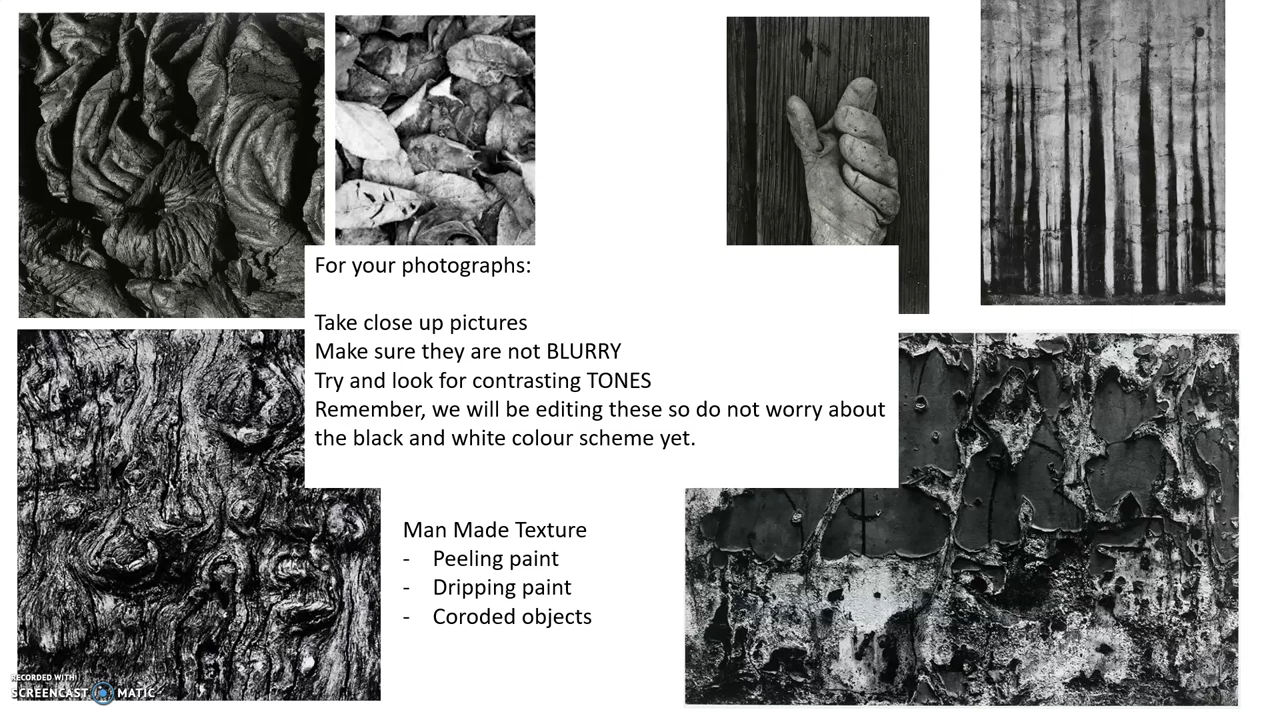 For your photographs:
Take close up pictures
Make sure they are not BLURRY
Try and look for contrasting TONES
Remember, we will be editing these so do not worry about
the black and white colour scheme yet.
Man Made Texture
- Peeling paint
- Dripping paint
- Coroded objects
RECORDED WITH
SCREENCAST MATIC